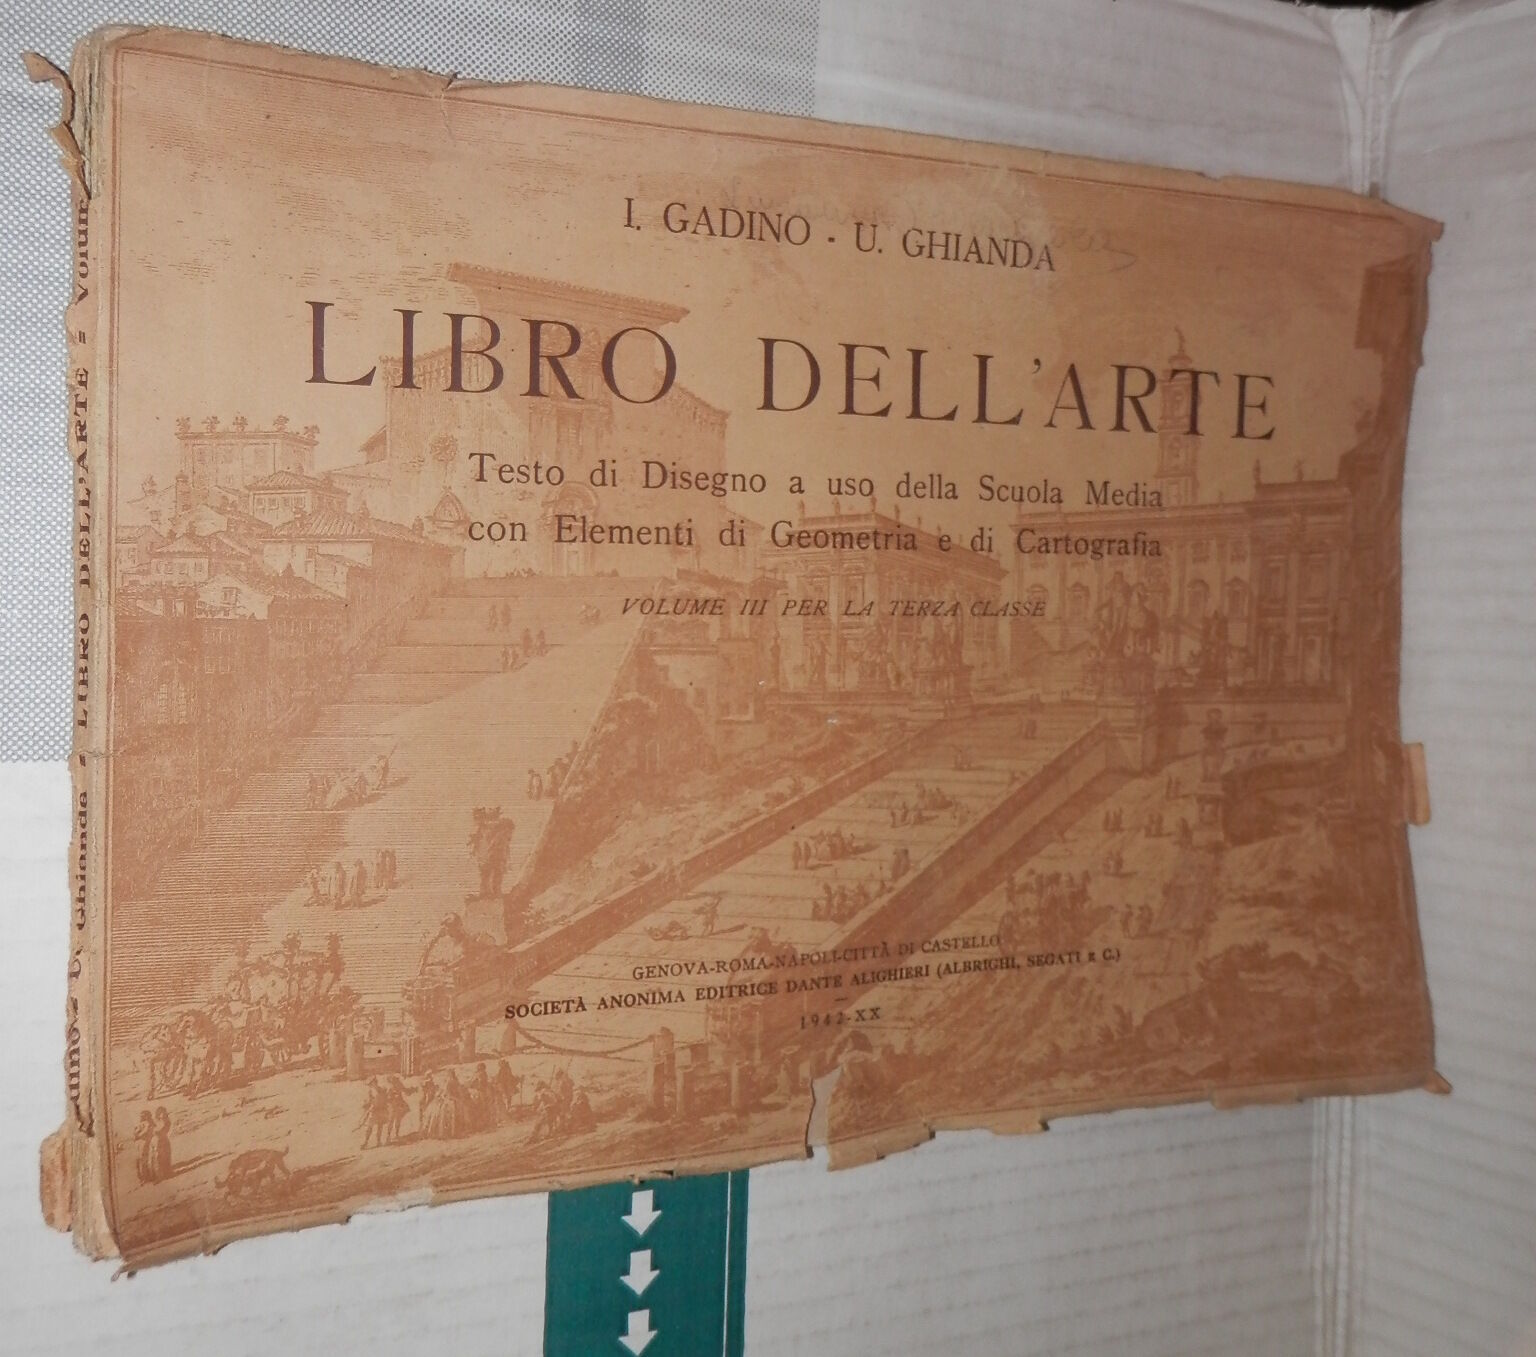 I. GADINO - U. GHIANDA
LIBRO DELL'ARTE
Testo di Disegno a uso della Scuola Media
con Elementi di Geometria e di Cartografia
VOLUME III PER LA TERZA CLASSE
GENOVA-ROMA-NAPOLI-CITTÀ DI CASTELLO
SOCIETÀ ANONIMA EDITRICE DANTE ALIGHIERI (ALBRIGHI, SEGATI & C.)
1942-XX
Ghianda - LIBRO DELL'ARTE - Volume